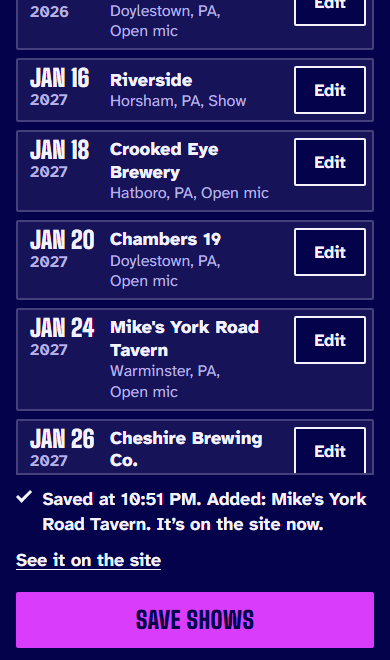 2026
Doylestown, PA,
Open mic
Edit
JAN 16
2027
Riverside
Horsham, PA, Show
Edit
JAN 18
2027
Crooked Eye
Brewery
Hatboro, PA, Open mic
Edit
JAN 20
2027
Chambers 19
Doylestown, PA,
Open mic
Edit
JAN 24
2027
Mike's York Road
Tavern
Warminster, PA,
Open mic
Edit
JAN 26
2027
Cheshire Brewing
Co.
Edit
Saved at 10:51 PM. Added: Mike's York
Road Tavern. It’s on the site now.
See it on the site
SAVE SHOWS